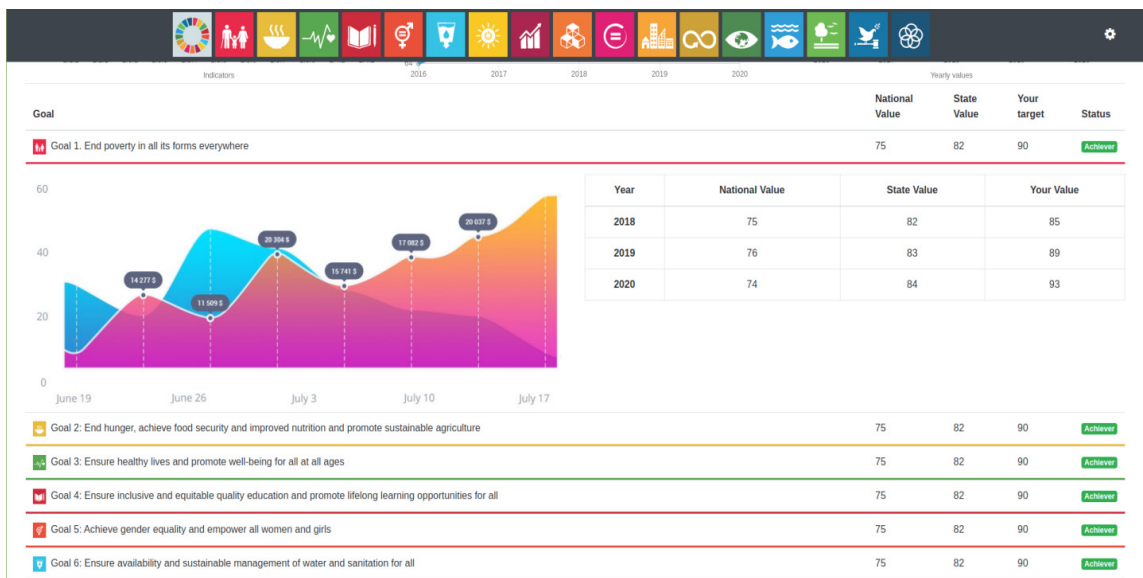 Indicators
64
2016 2017 2018 2019 2020
Yearly values
Goal National Value State Value Your target Status
Goal 1. End poverty in all its forms everywhere 75 82 90 Achiever
60
40
20
0
14 277 $
11 509 $
20 304 $
15 741 $
17 082 $
20 037 $
June 19 June 26 July 3 July 10 July 17
Year National Value State Value Your Value
2018 75 82 85
2019 76 83 89
2020 74 84 93
Goal 2: End hunger, achieve food security and improved nutrition and promote sustainable agriculture 75 82 90 Achiever
Goal 3: Ensure healthy lives and promote well-being for all at all ages 75 82 90 Achiever
Goal 4: Ensure inclusive and equitable quality education and promote lifelong learning opportunities for all 75 82 90 Achiever
Goal 5: Achieve gender equality and empower all women and girls 75 82 90 Achiever
Goal 6: Ensure availability and sustainable management of water and sanitation for all 75 82 90 Achiever